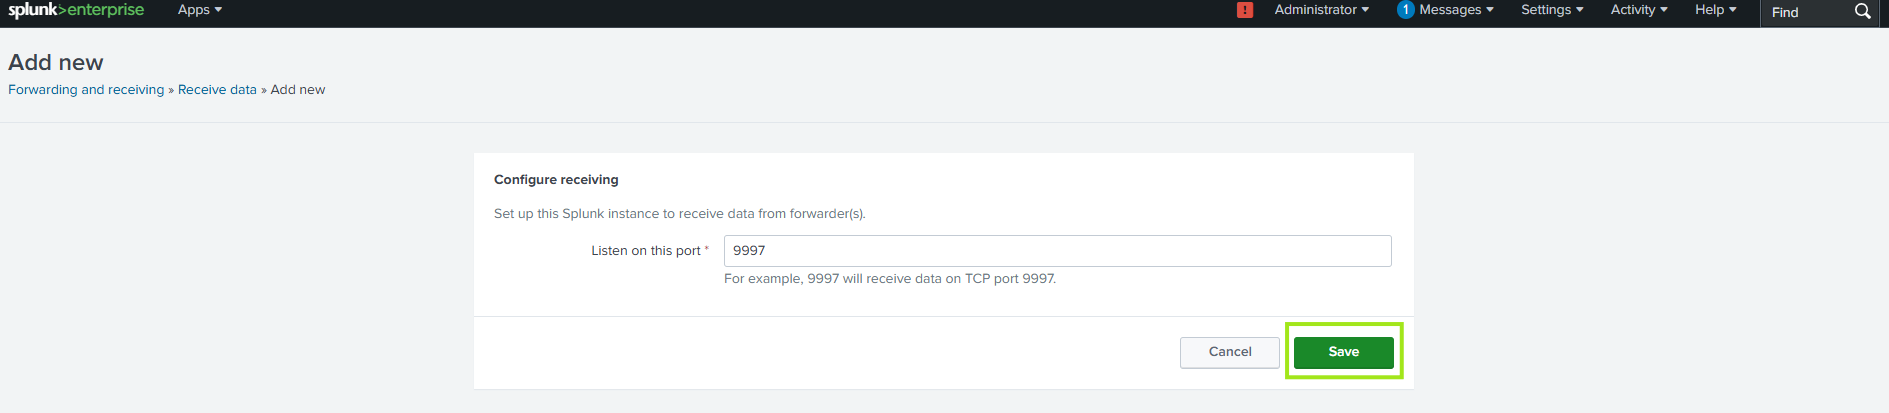 splunk>enterprise Apps ! Administrator 1 Messages Settings Activity Help Find
Add new
Forwarding and receiving » Receive data » Add new
Configure receiving
Set up this Splunk instance to receive data from forwarder(s).
Listen on this port * 9997
For example, 9997 will receive data on TCP port 9997.
Cancel Save